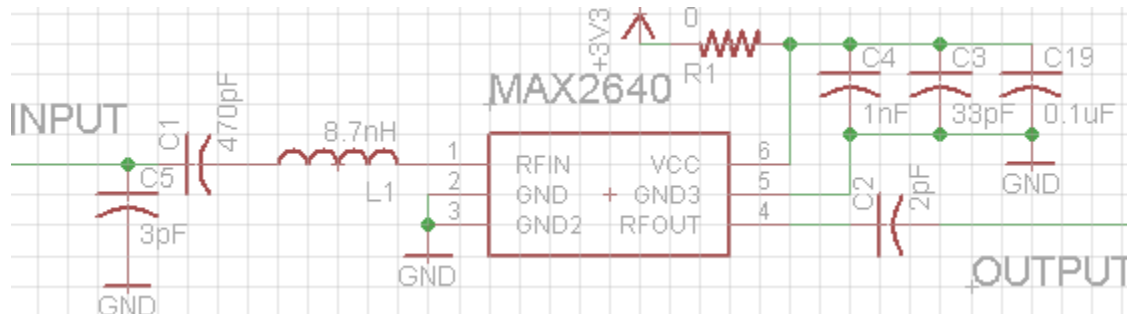 +3V3
0
R1
C4
1nF
C3
33pF
C19
0.1uF
GND
MAX2640
INPUT
C1
470pF
8.7nH
L1
C5
3pF
GND
1
2
3
RFIN
GND
GND2
VCC
GND3
RFOUT
6
5
4
GND
C2
2pF
OUTPUT